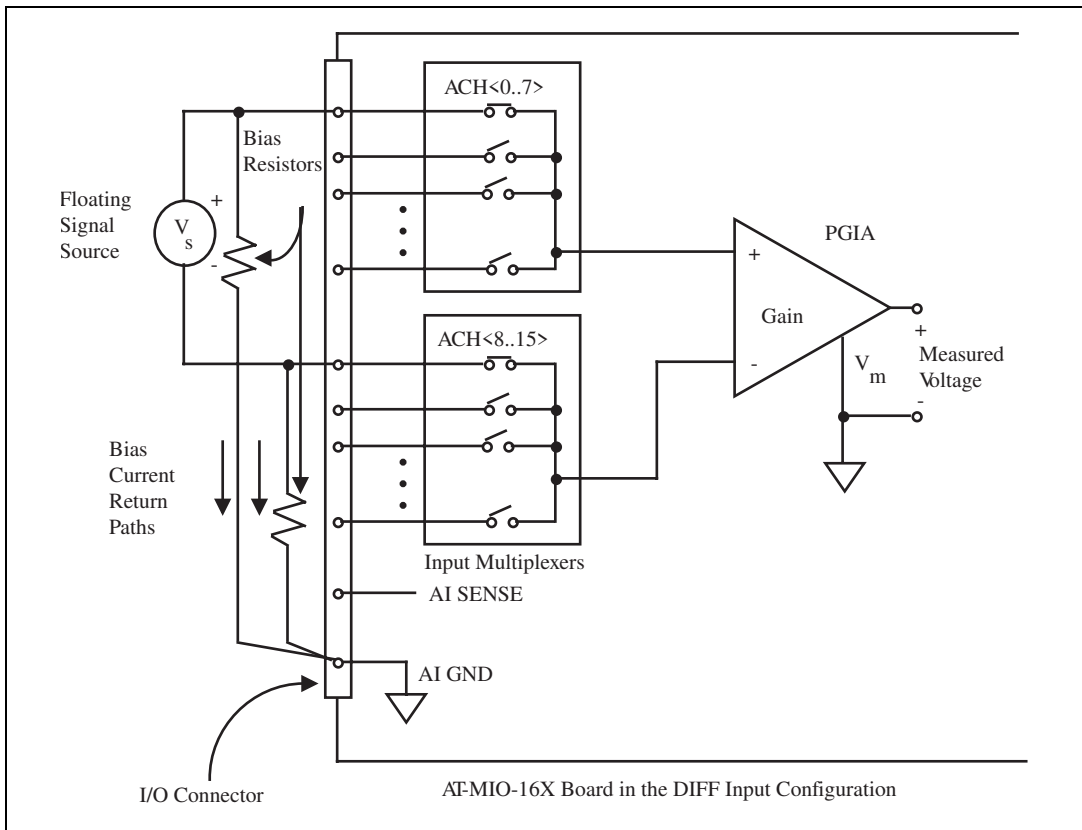 ACH<0..7>
Bias
Resistors
Floating
Signal
Source
+
V
s
-
PGIA
+
Gain
-
+
V
m
Measured
Voltage
-
ACH<8..15>
Bias
Current
Return
Paths
Input Multiplexers
AI SENSE
AI GND
I/O Connector
AT-MIO-16X Board in the DIFF Input Configuration